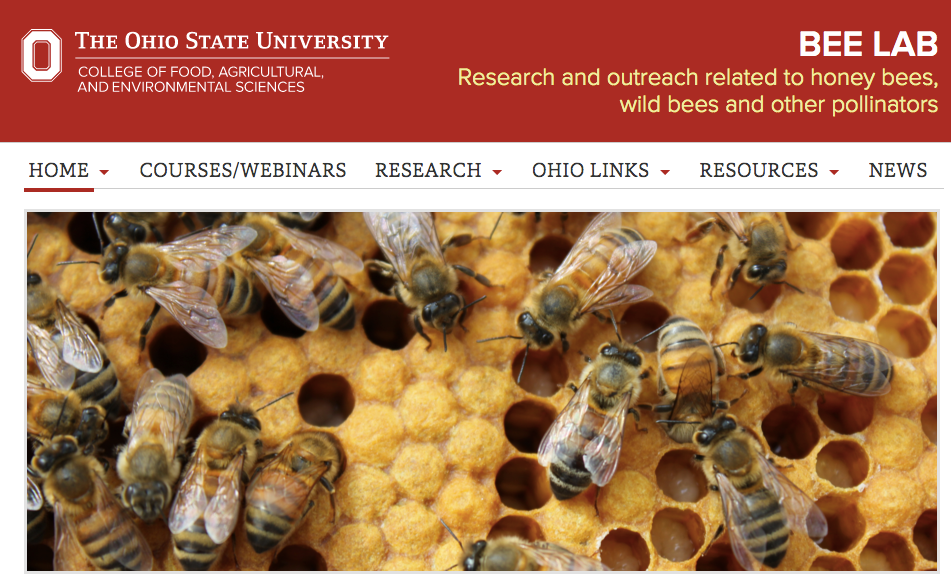 THE OHIO STATE UNIVERSITY
COLLEGE OF FOOD, AGRICULTURAL,
AND ENVIRONMENTAL SCIENCES
BEE LAB
Research and outreach related to honey bees,
wild bees and other pollinators
HOME COURSES/WEBINARS RESEARCH OHIO LINKS RESOURCES NEWS